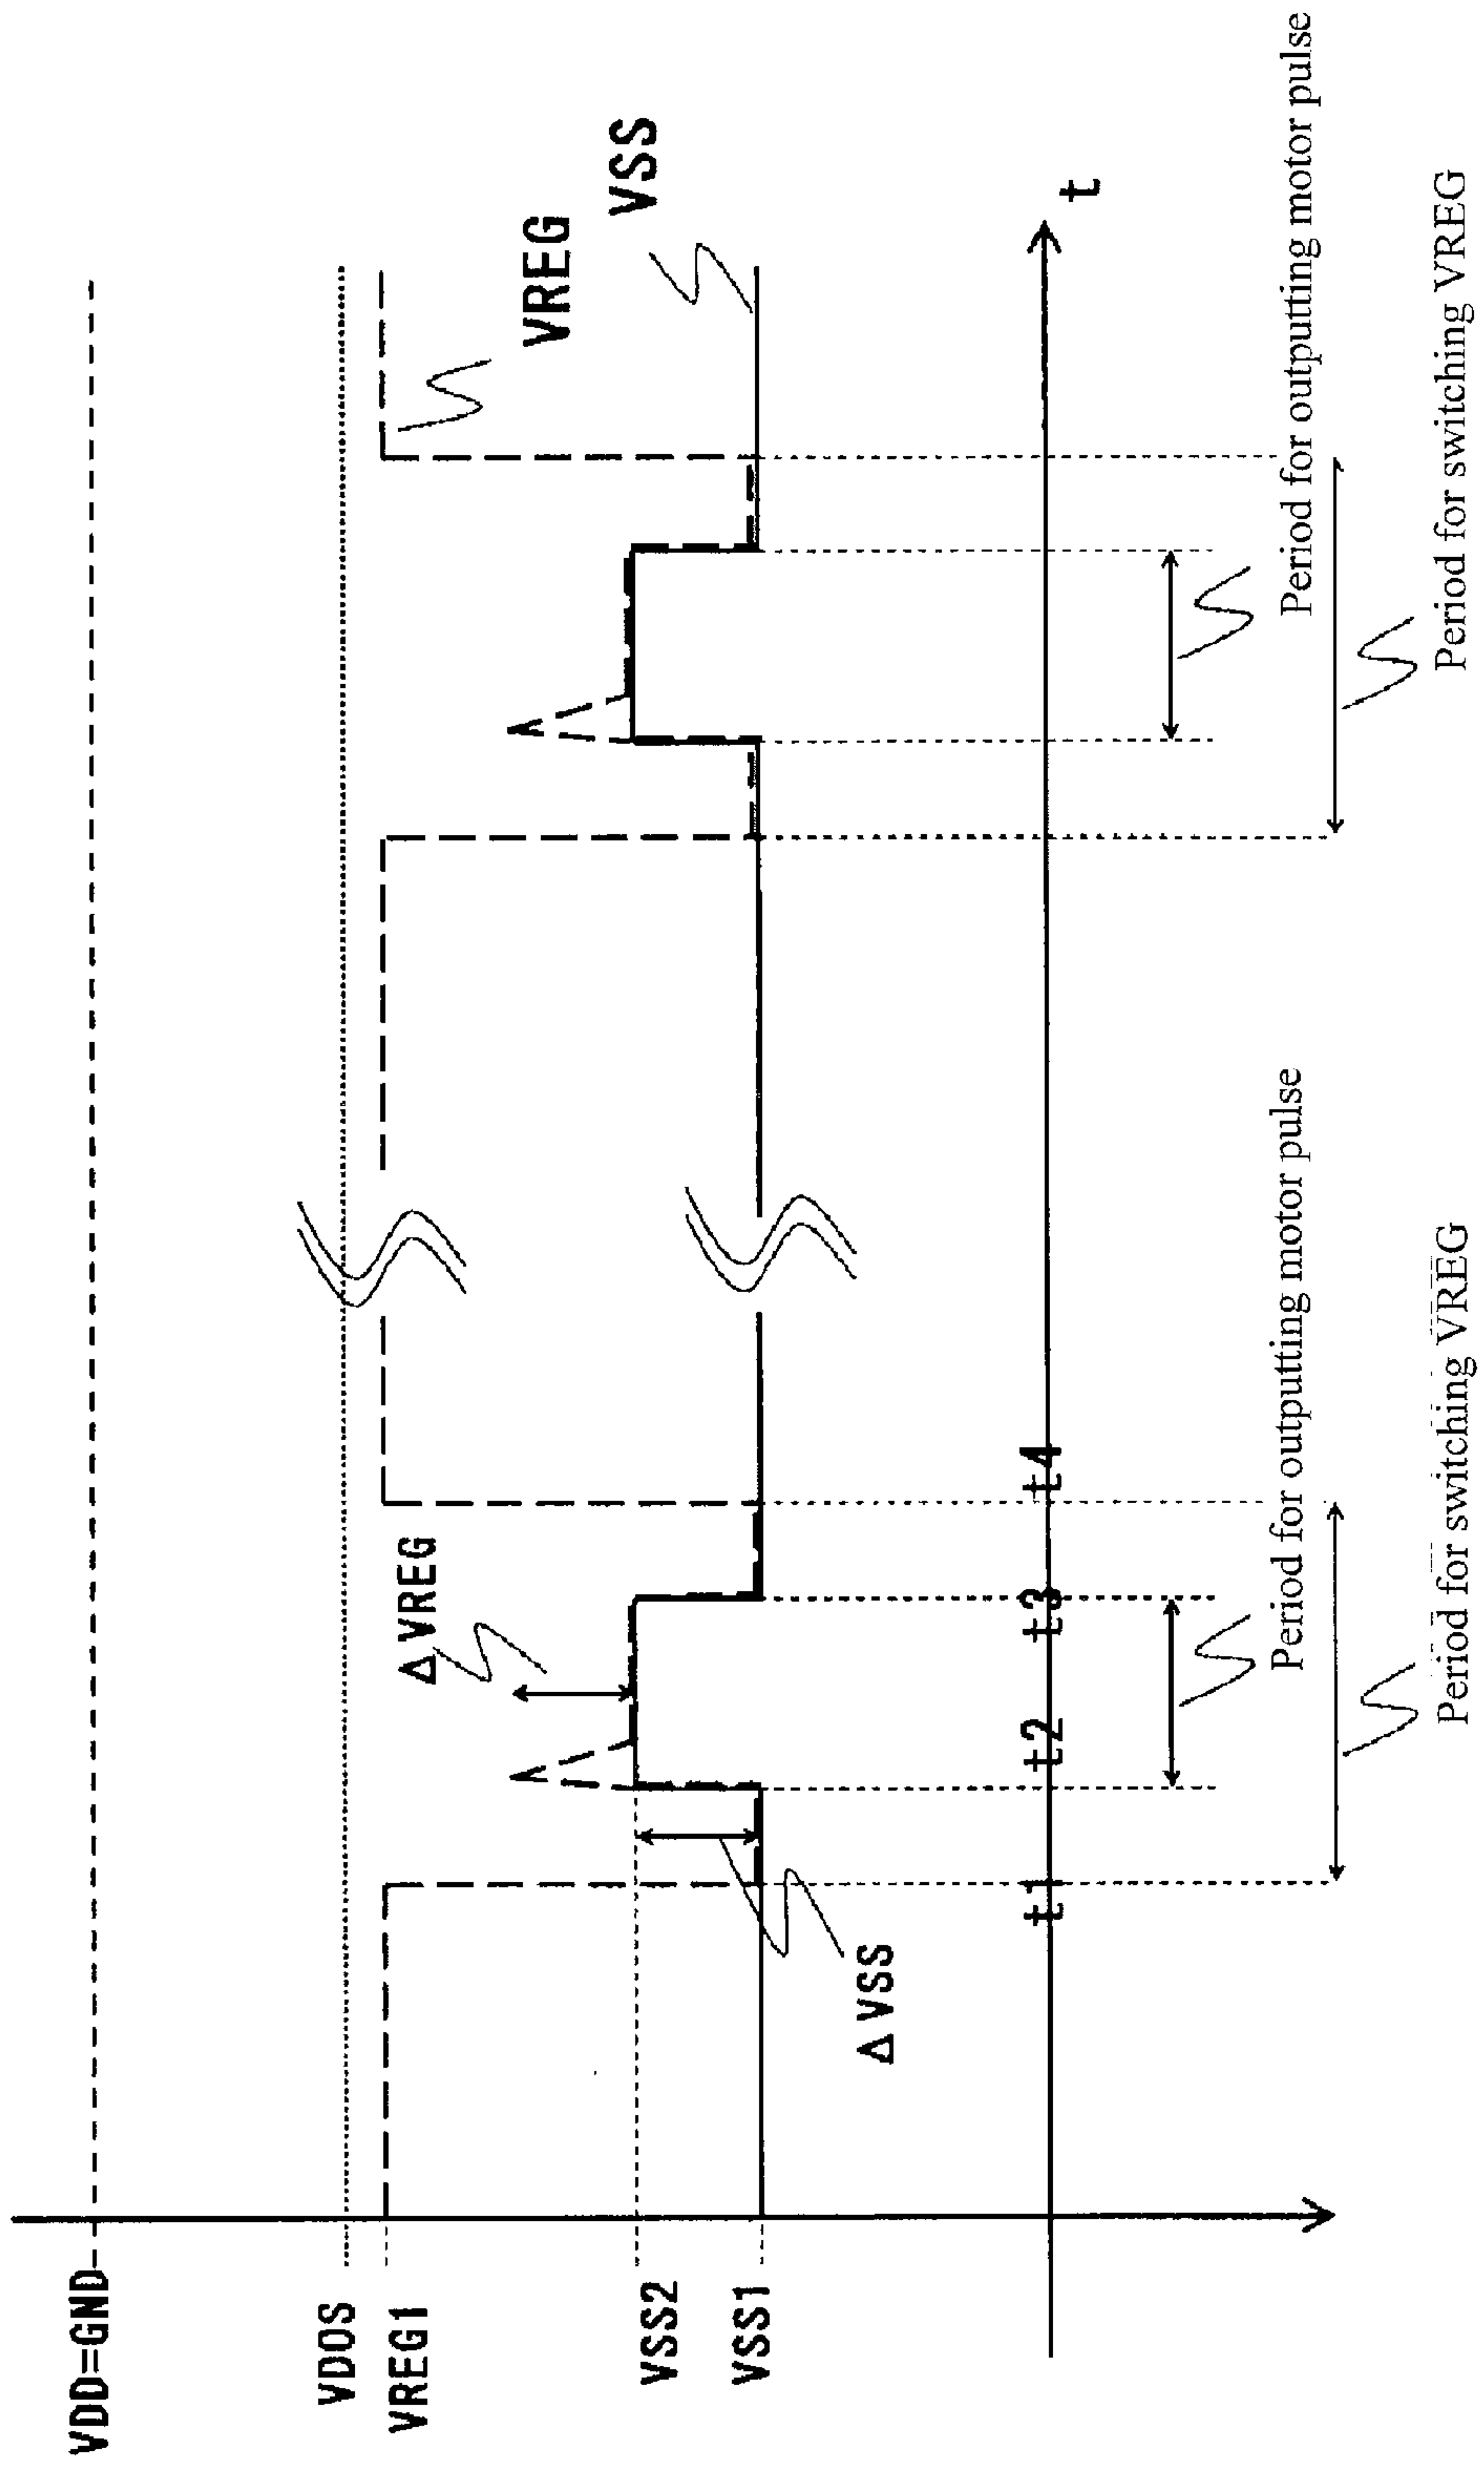 VDD=GND
VDOS
VREG1
VSS2
VSS1
ΔVREG
ΔVSS
VREG
VSS
t1
t2
t3
t4
t
Period for outputting motor pulse
Period for switching VREG
Period for outputting motor pulse
Period for switching VREG